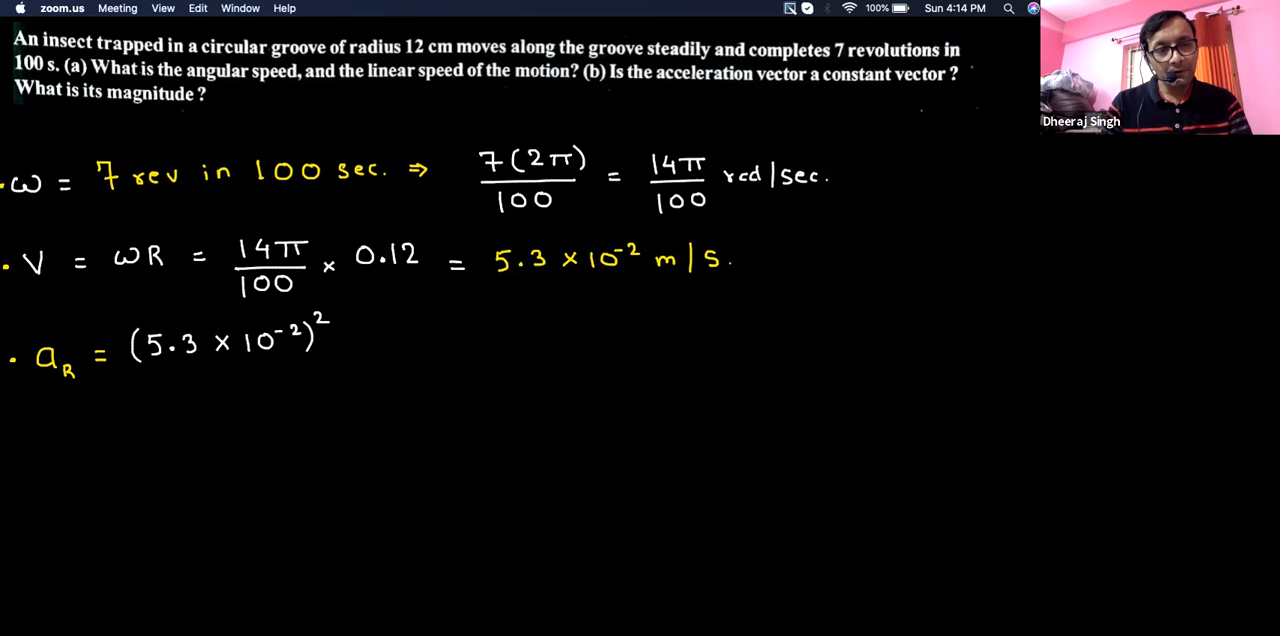 zoom.us Meeting View Edit Window Help 100% Sun 4:14 PM
An insect trapped in a circular groove of radius 12 cm moves along the groove steadily and completes 7 revolutions in
100 s. (a) What is the angular speed, and the linear speed of the motion? (b) Is the acceleration vector a constant vector ?
What is its magnitude ?
Dheeraj Singh
• ω = 7 rev in 100 sec. ⇒ 7(2π)/100 = 14π/100 rad/sec.
• V = ωR = 14π/100 × 0.12 = 5.3 × 10⁻² m/s.
• a_R = (5.3 × 10⁻²)²